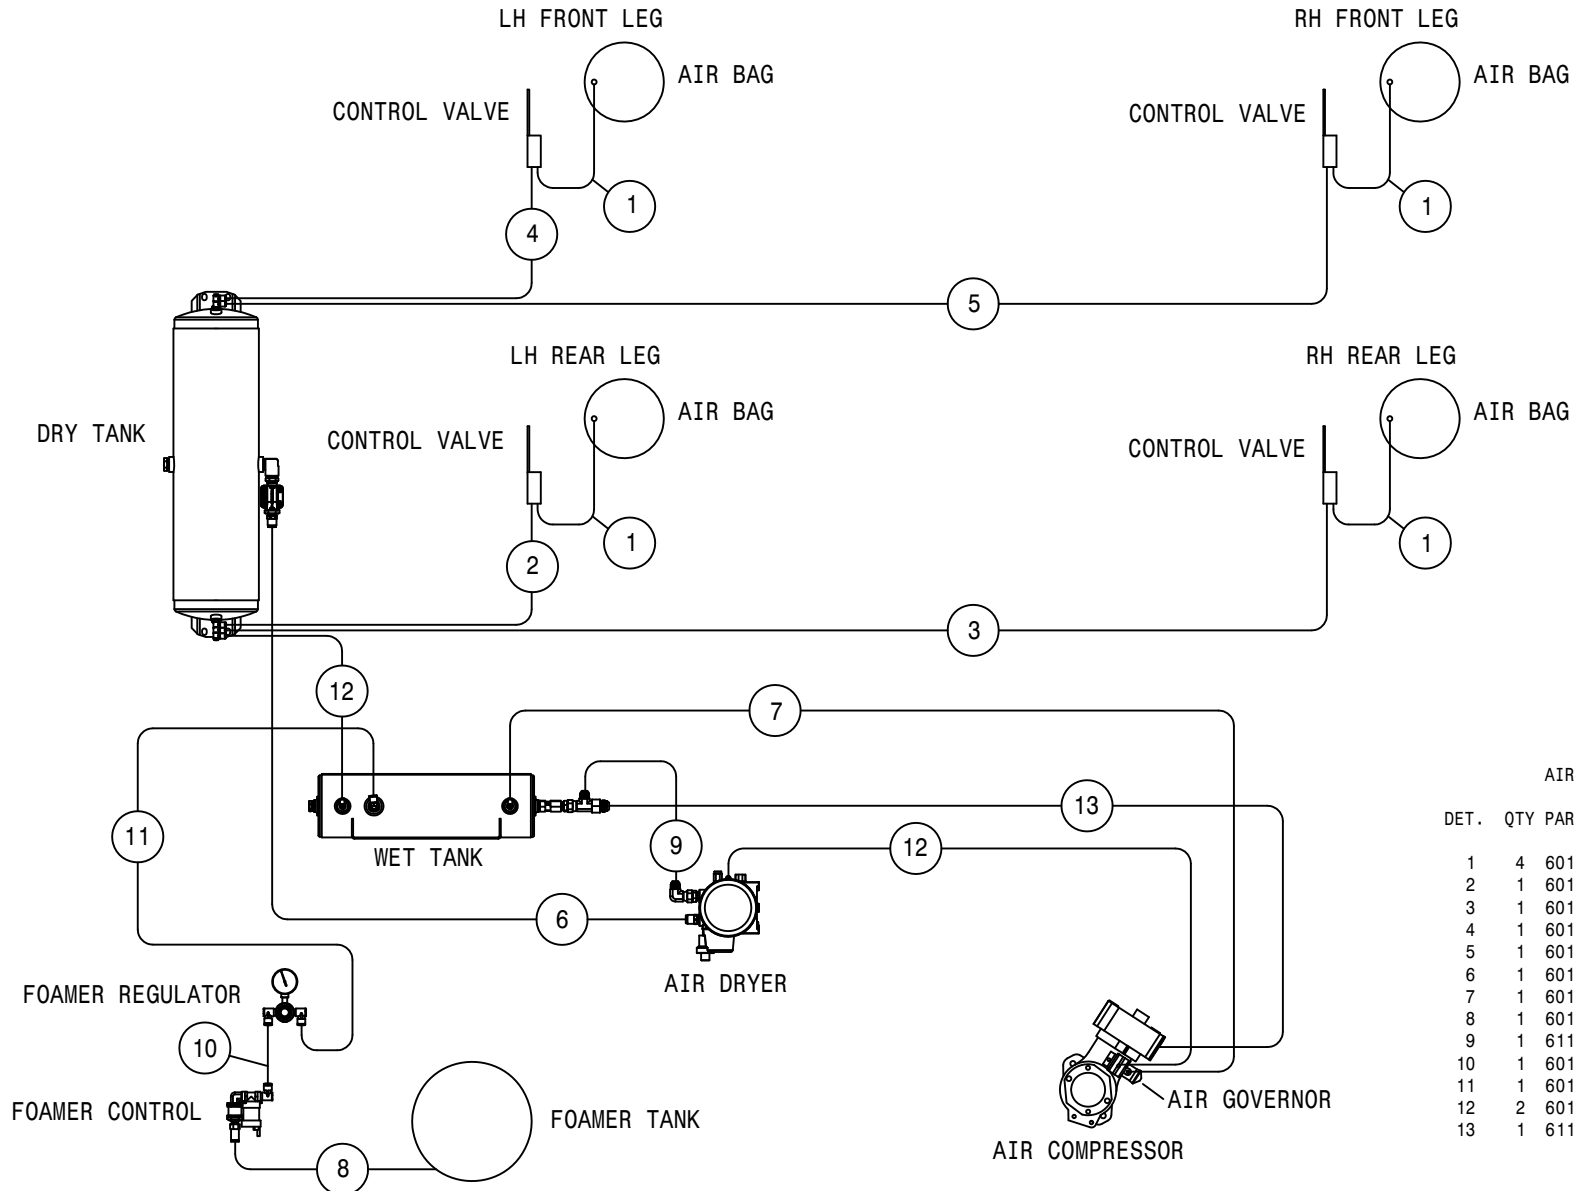 LH FRONT LEG
RH FRONT LEG
AIR BAG
AIR BAG
CONTROL VALVE
CONTROL VALVE
1
1
4
5
LH REAR LEG
RH REAR LEG
AIR BAG
AIR BAG
DRY TANK
CONTROL VALVE
CONTROL VALVE
1
1
2
3
12
7
13
11
WET TANK
9
12
6
AIR DRYER
FOAMER REGULATOR
10
FOAMER CONTROL
FOAMER TANK
8
AIR GOVERNOR
AIR COMPRESSOR
AIR
DET. QTY PAR
1 4 601
2 1 601
3 1 601
4 1 601
5 1 601
6 1 601
7 1 601
8 1 601
9 1 611
10 1 601
11 1 601
12 2 601
13 1 611